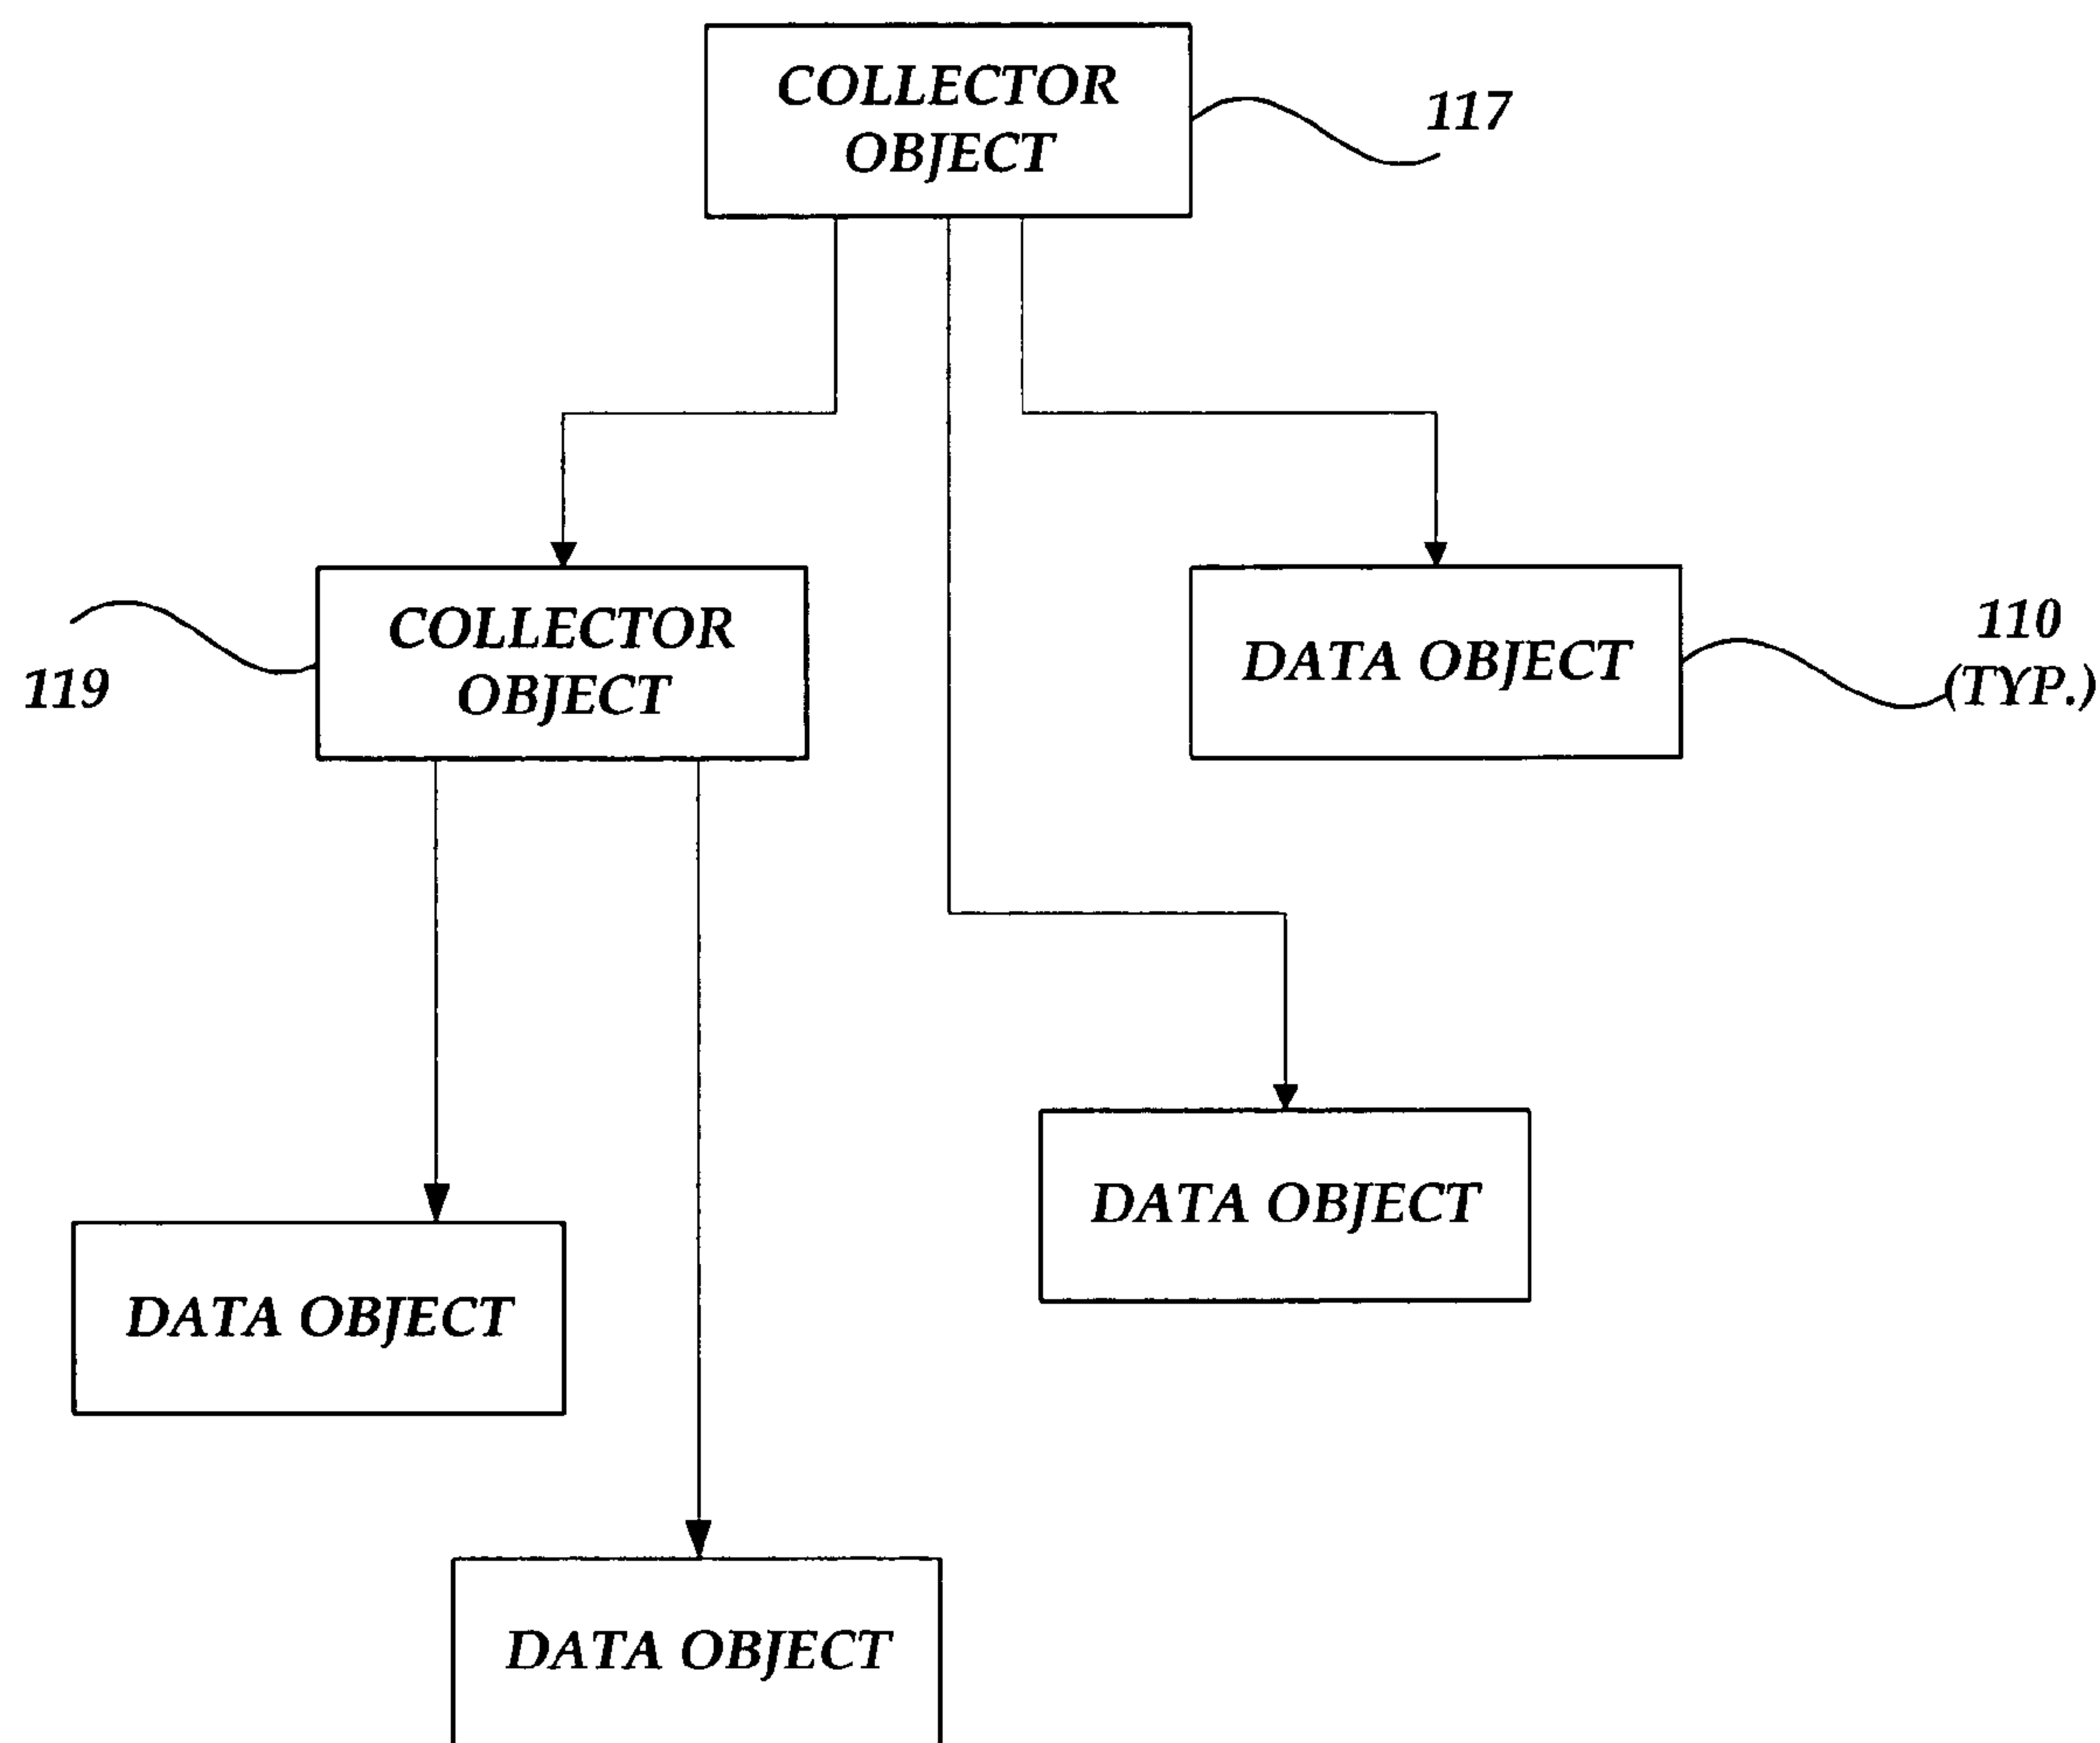 COLLECTOR
OBJECT
117
COLLECTOR
OBJECT
119
DATA OBJECT
110
(TYP.)
DATA OBJECT
DATA OBJECT
DATA OBJECT